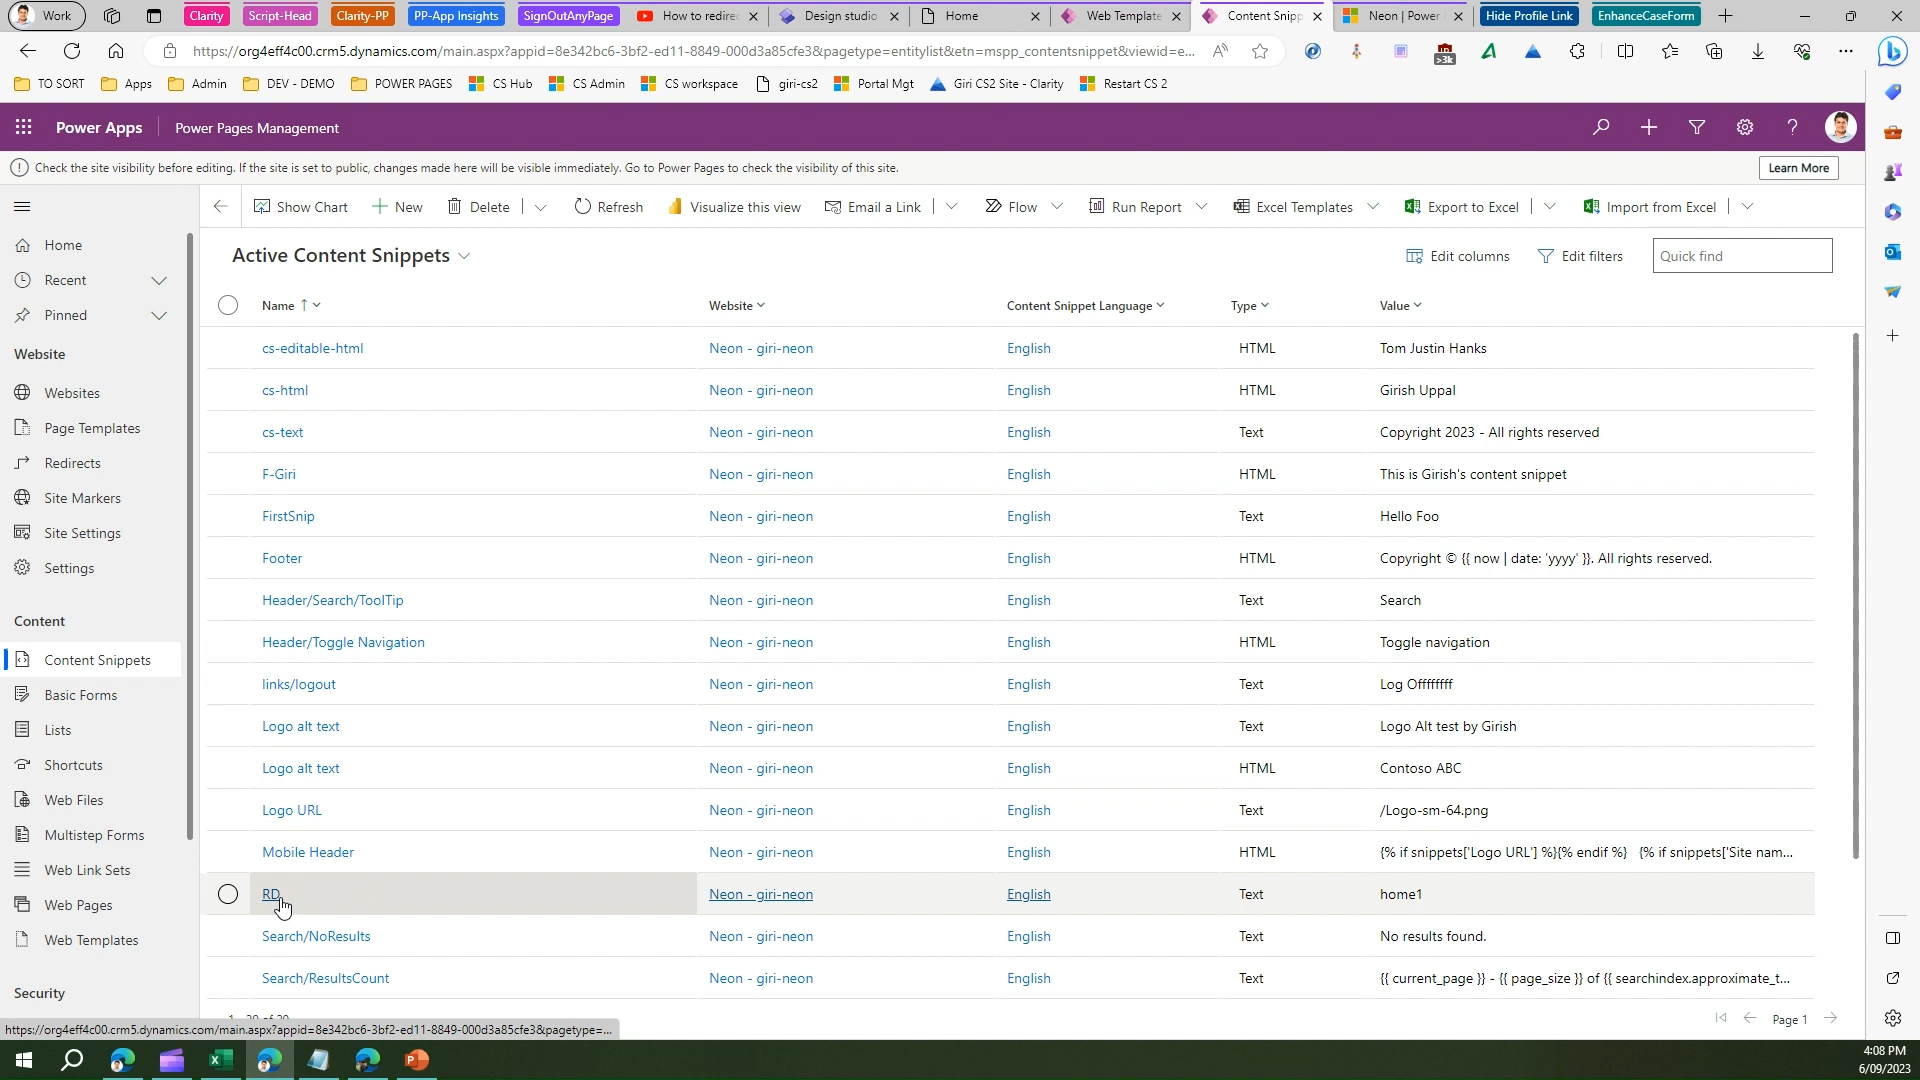 Work
Clarity
Script-Head
Clarity-PP
PP-App Insights
SignOutAnyPage
How to redire
Design studio
Home
Web Template
Content Snipp
Neon | Power
Hide Profile Link
EnhanceCaseForm
https://org4eff4c00.crm5.dynamics.com/main.aspx?appid=8e342bc6-3bf2-ed11-8849-000d3a85cfe3&pagetype=entitylist&etn=mspp_contentsnippet&viewid=e...
>3k
TO SORT
Apps
Admin
DEV - DEMO
POWER PAGES
CS Hub
CS Admin
CS workspace
giri-cs2
Portal Mgt
Giri CS2 Site - Clarity
Restart CS 2
Power Apps
Power Pages Management
Check the site visibility before editing. If the site is set to public, changes made here will be visible immediately. Go to Power Pages to check the visibility of this site.
Learn More
Show Chart
New
Delete
Refresh
Visualize this view
Email a Link
Flow
Run Report
Excel Templates
Export to Excel
Import from Excel
Home
Recent
Pinned
Website
Websites
Page Templates
Redirects
Site Markers
Site Settings
Settings
Content
Content Snippets
Basic Forms
Lists
Shortcuts
Web Files
Multistep Forms
Web Link Sets
Web Pages
Web Templates
Security
Active Content Snippets
Edit columns
Edit filters
Quick find
Name ↑ Website Content Snippet Language Type Value
cs-editable-html Neon - giri-neon English HTML Tom Justin Hanks
cs-html Neon - giri-neon English HTML Girish Uppal
cs-text Neon - giri-neon English Text Copyright 2023 - All rights reserved
F-Giri Neon - giri-neon English HTML This is Girish's content snippet
FirstSnip Neon - giri-neon English Text Hello Foo
Footer Neon - giri-neon English HTML Copyright © {{ now | date: 'yyyy' }}. All rights reserved.
Header/Search/ToolTip Neon - giri-neon English Text Search
Header/Toggle Navigation Neon - giri-neon English HTML Toggle navigation
links/logout Neon - giri-neon English Text Log Offfffffff
Logo alt text Neon - giri-neon English Text Logo Alt test by Girish
Logo alt text Neon - giri-neon English HTML Contoso ABC
Logo URL Neon - giri-neon English Text /Logo-sm-64.png
Mobile Header Neon - giri-neon English HTML {% if snippets['Logo URL'] %}{% endif %} {% if snippets['Site nam...
RD Neon - giri-neon English Text home1
Search/NoResults Neon - giri-neon English Text No results found.
Search/ResultsCount Neon - giri-neon English Text {{ current_page }} - {{ page_size }} of {{ searchindex.approximate_t...
Page 1
https://org4eff4c00.crm5.dynamics.com/main.aspx?appid=8e342bc6-3bf2-ed11-8849-000d3a85cfe3&pagetype=...
4:08 PM
6/09/2023